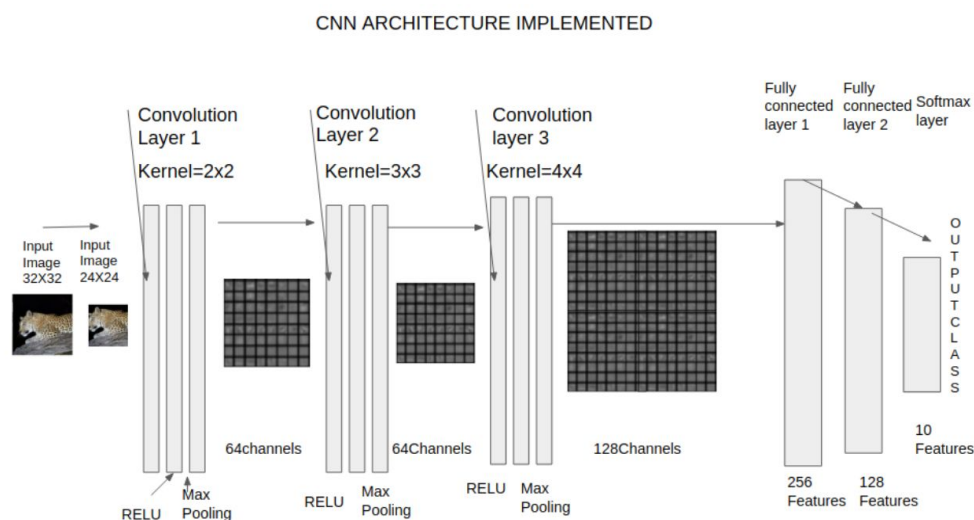 CNN ARCHITECTURE IMPLEMENTED
Convolution
Layer 1
Kernel=2x2
Convolution
Layer 2
Kernel=3x3
Convolution
layer 3
Kernel=4x4
Fully
connected
layer 1
Fully
connected
layer 2
Softmax
layer
Input
Image
32X32
Input
Image
24X24
OUTPUTCLASS
64channels
64Channels
128Channels
RELU
Max
Pooling
RELU
Max
Pooling
RELU
Max
Pooling
256
Features
128
Features
10
Features